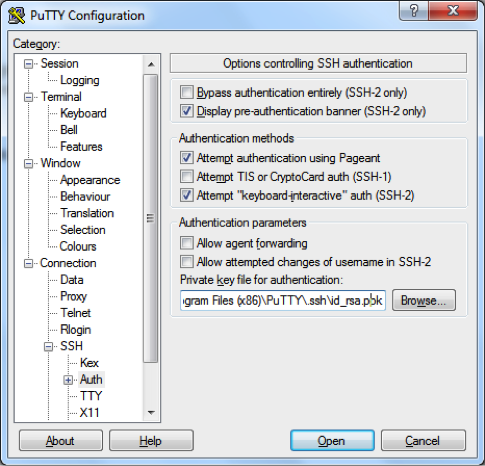 PuTTY Configuration
Category:
Session
Logging
Terminal
Keyboard
Bell
Features
Window
Appearance
Behaviour
Translation
Selection
Colours
Connection
Data
Proxy
Telnet
Rlogin
SSH
Kex
Auth
TTY
X11
Options controlling SSH authentication
Bypass authentication entirely (SSH-2 only)
Display pre-authentication banner (SSH-2 only)
Authentication methods
Attempt authentication using Pageant
Attempt TIS or CryptoCard auth (SSH-1)
Attempt "keyboard-interactive" auth (SSH-2)
Authentication parameters
Allow agent forwarding
Allow attempted changes of username in SSH-2
Private key file for authentication:
ogram Files (x86)\PuTTY\.ssh\id_rsa.ppk
Browse...
About
Help
Open
Cancel